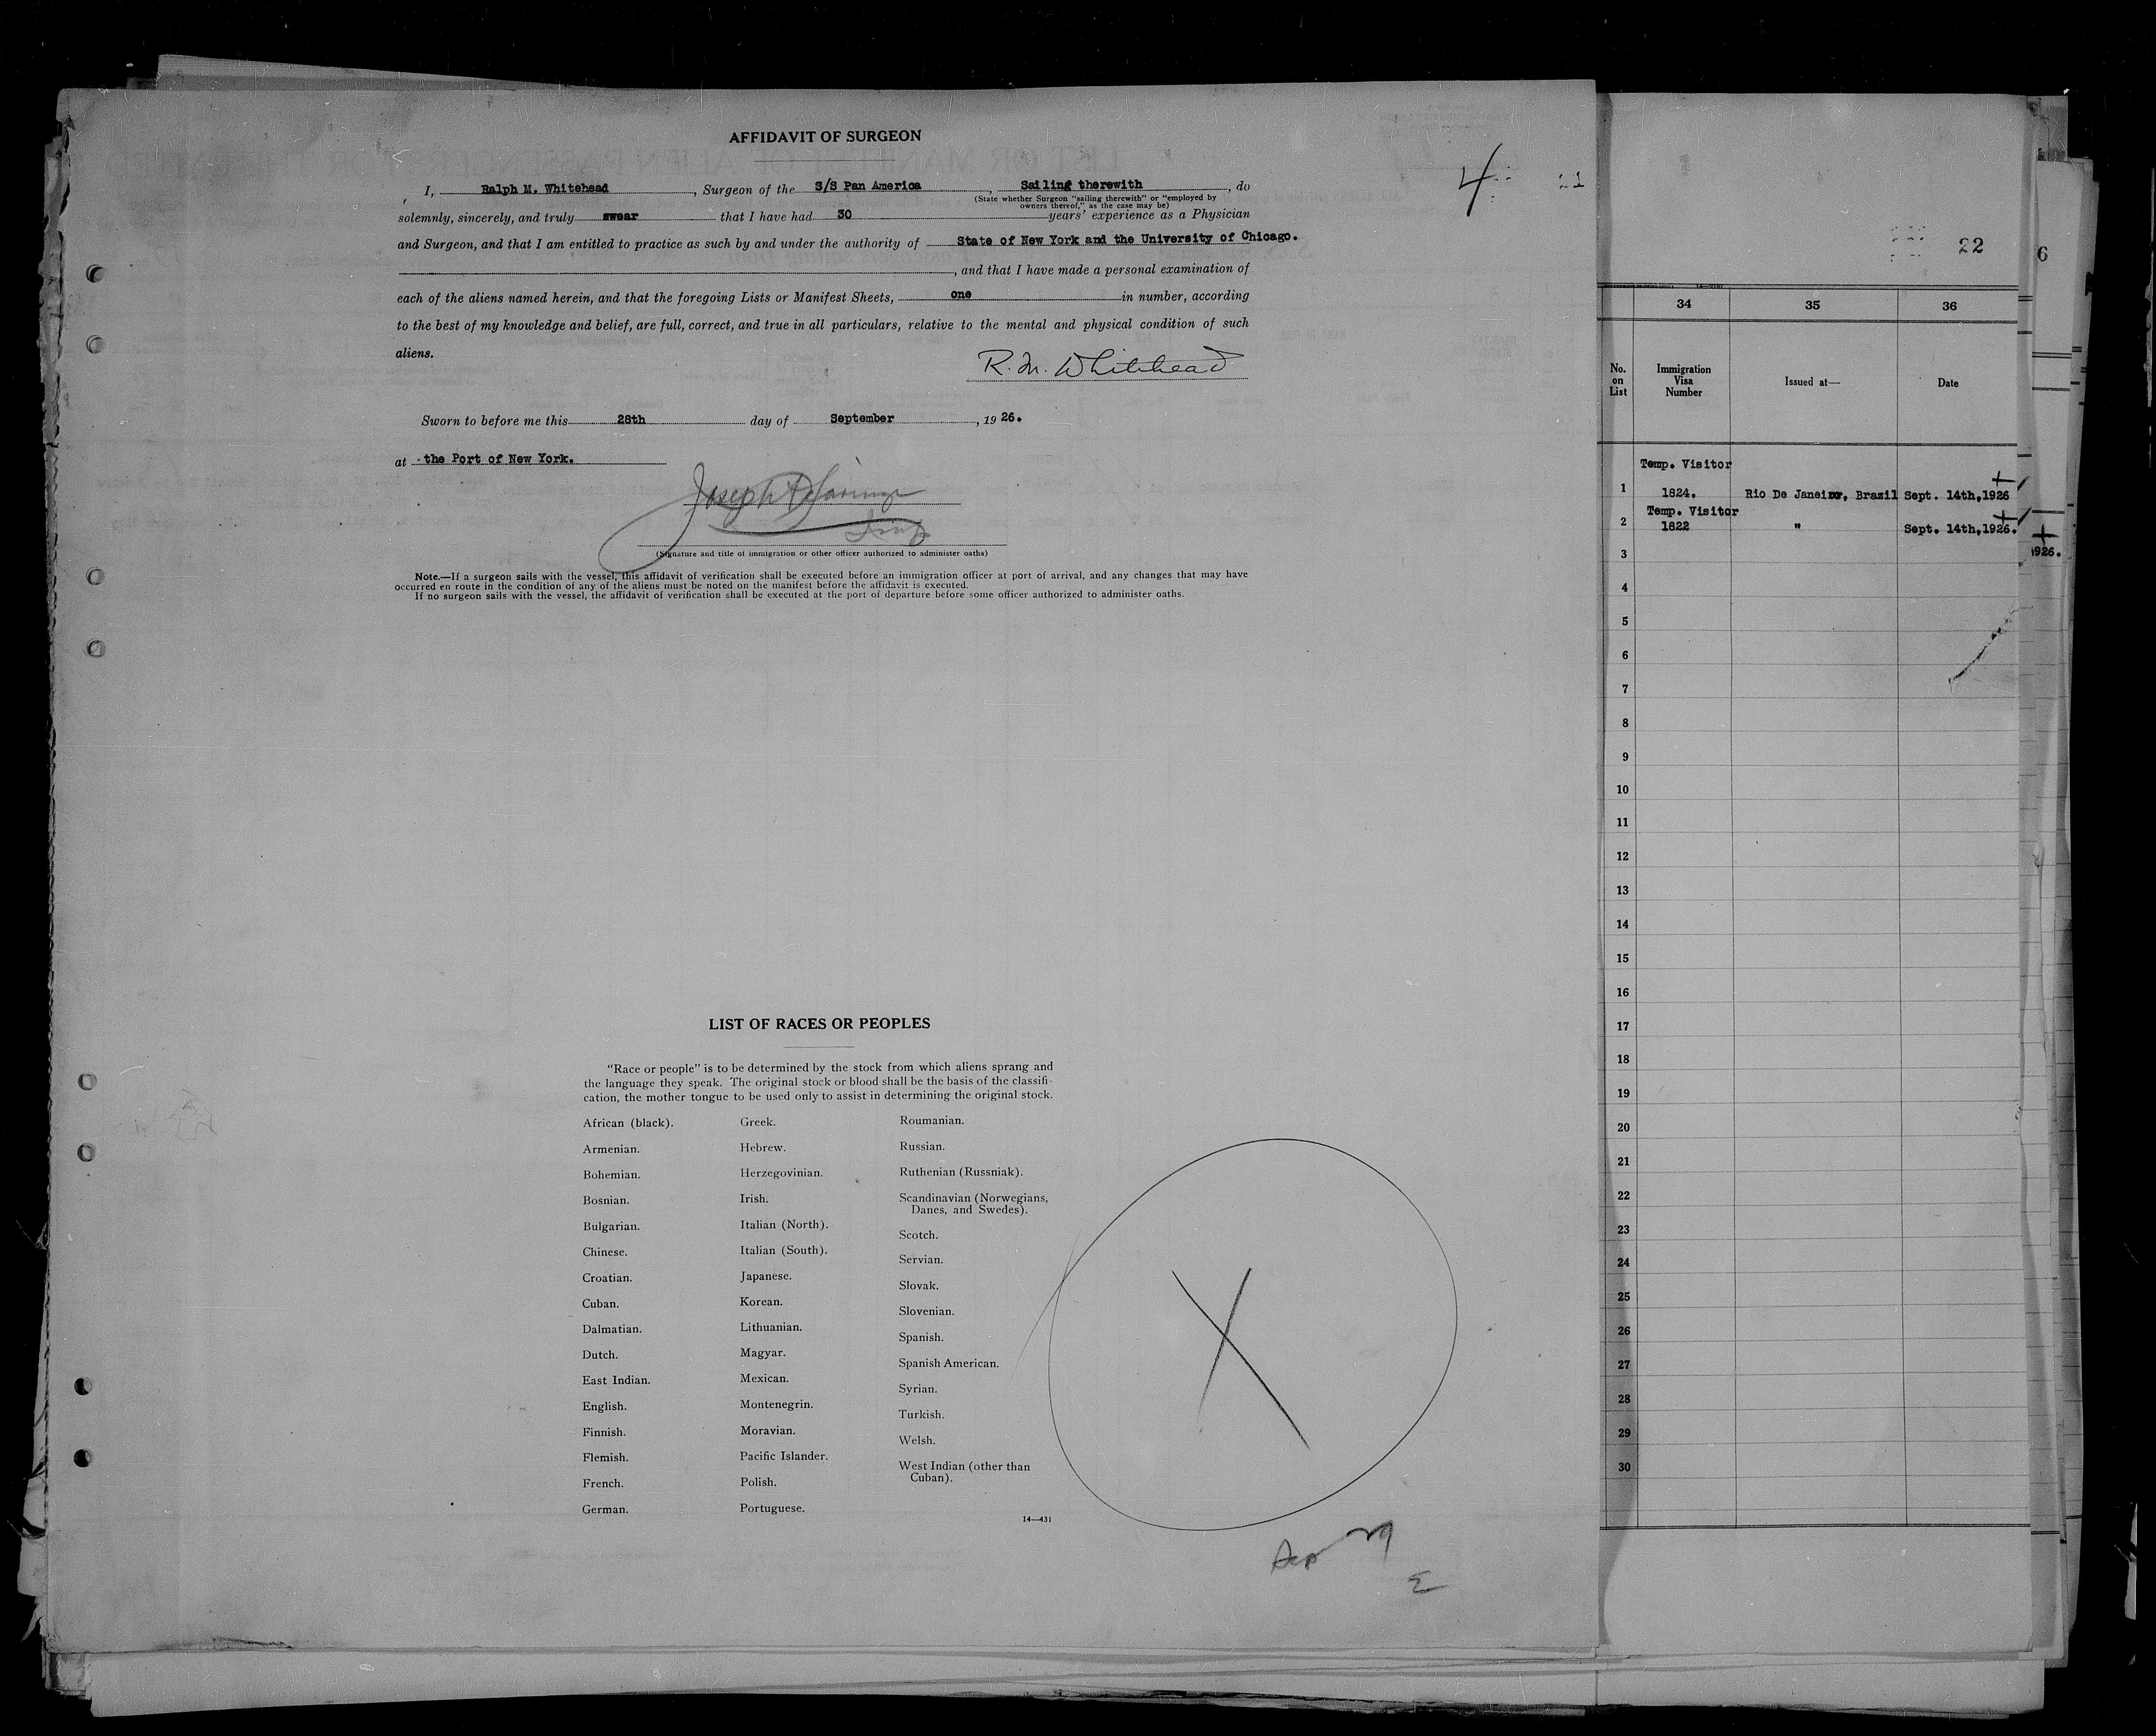 AFFIDAVIT OF SURGEON
I, Ralph M. Whitehead, Surgeon of the S/S Pan America, Sailing therewith, do
(State whether Surgeon "sailing therewith" or "employed by
owners thereof," as the case may be)
solemnly, sincerely, and truly swear that I have had 30 years' experience as a Physician
and Surgeon, and that I am entitled to practice as such by and under the authority of State of New York and the University of Chicago.
, and that I have made a personal examination of
each of the aliens named herein, and that the foregoing Lists or Manifest Sheets, one in number, according
to the best of my knowledge and belief, are full, correct, and true in all particulars, relative to the mental and physical condition of such
aliens.
R. M. Whitehead
Sworn to before me this 28th day of September, 19 26.
at the Port of New York.
Joseph
(Signature and title of immigration or other officer authorized to administer oaths)
Note.—If a surgeon sails with the vessel, this affidavit of verification shall be executed before an immigration officer at port of arrival, and any changes that may have
occurred en route in the condition of any of the aliens must be noted on the manifest before the affidavit is executed.
If no surgeon sails with the vessel, the affidavit of verification shall be executed at the port of departure before some officer authorized to administer oaths.
4
LIST OF RACES OR PEOPLES
"Race or people" is to be determined by the stock from which aliens sprang and
the language they speak. The original stock or blood shall be the basis of the classifi-
cation, the mother tongue to be used only to assist in determining the original stock.
African (black).
Armenian.
Bohemian.
Bosnian.
Bulgarian.
Chinese.
Croatian.
Cuban.
Dalmatian.
Dutch.
East Indian.
English.
Finnish.
Flemish.
French.
German.
Greek.
Hebrew.
Herzegovinian.
Irish.
Italian (North).
Italian (South).
Japanese.
Korean.
Lithuanian.
Magyar.
Mexican.
Montenegrin.
Moravian.
Pacific Islander.
Polish.
Portuguese.
Roumanian.
Russian.
Ruthenian (Russniak).
Scandinavian (Norwegians,
Danes, and Swedes).
Scotch.
Servian.
Slovak.
Slovenian.
Spanish.
Spanish American.
Syrian.
Turkish.
Welsh.
West Indian (other than
Cuban).
14—431
X
29
22
6
34 35 36
No.
on
List
Immigration
Visa
Number
Issued at—
Date
Temp. Visitor
1 1824. Rio De Janeiro, Brazil Sept. 14th, 1926
Temp. Visitor
2 1822 " Sept. 14th, 1926.
1926.
3
4
5
6
7
8
9
10
11
12
13
14
15
16
17
18
19
20
21
22
23
24
25
26
27
28
29
30